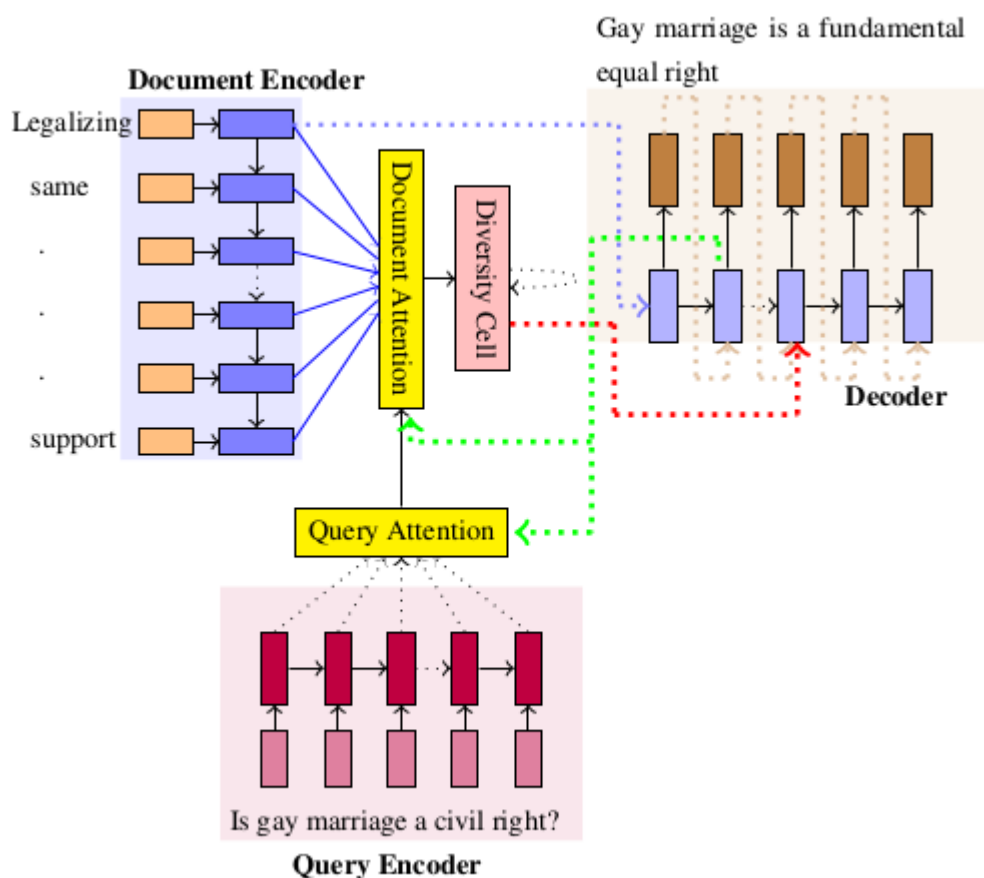 Gay marriage is a fundamental
equal right
Document Encoder
Legalizing
same
.
.
.
support
Document Attention
Diversity Cell
Decoder
Query Attention
Is gay marriage a civil right?
Query Encoder